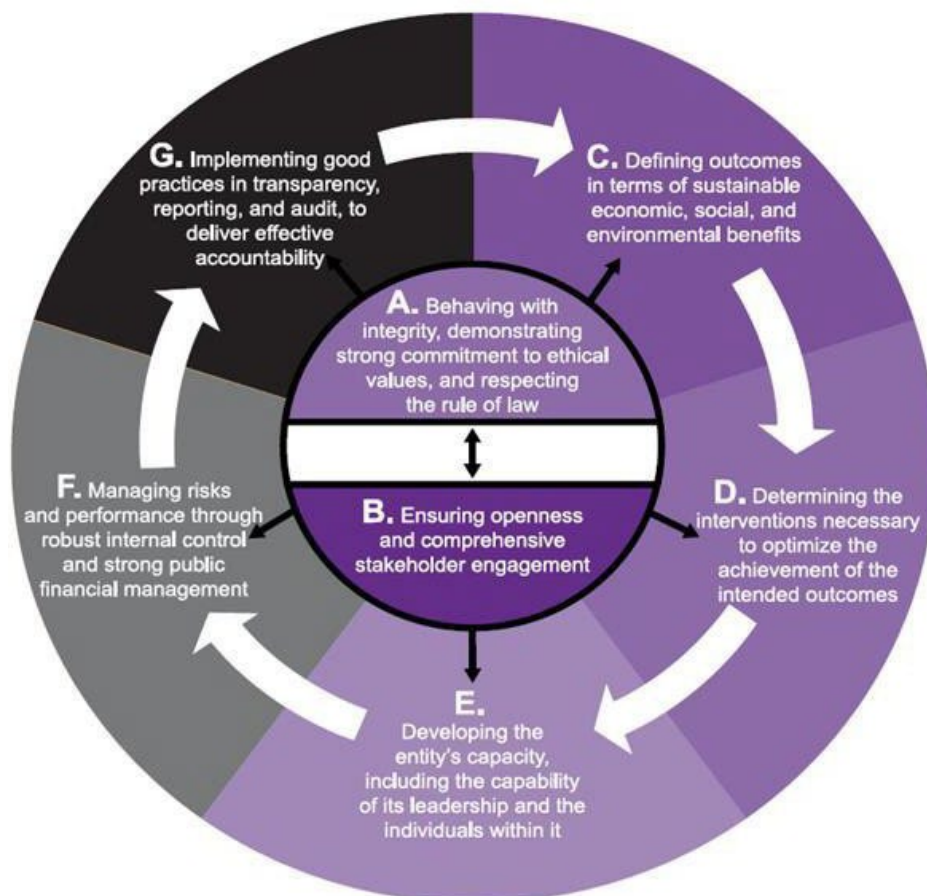 G. Implementing good
practices in transparency,
reporting, and audit, to
deliver effective
accountability
C. Defining outcomes
in terms of sustainable
economic, social, and
environmental benefits
A. Behaving with
integrity, demonstrating
strong commitment to ethical
values, and respecting
the rule of law
B. Ensuring openness
and comprehensive
stakeholder engagement
D. Determining the
interventions necessary
to optimize the
achievement of the
intended outcomes
E.
Developing the
entity's capacity,
including the capability
of its leadership and the
individuals within it
F. Managing risks
and performance through
robust internal control
and strong public
financial management